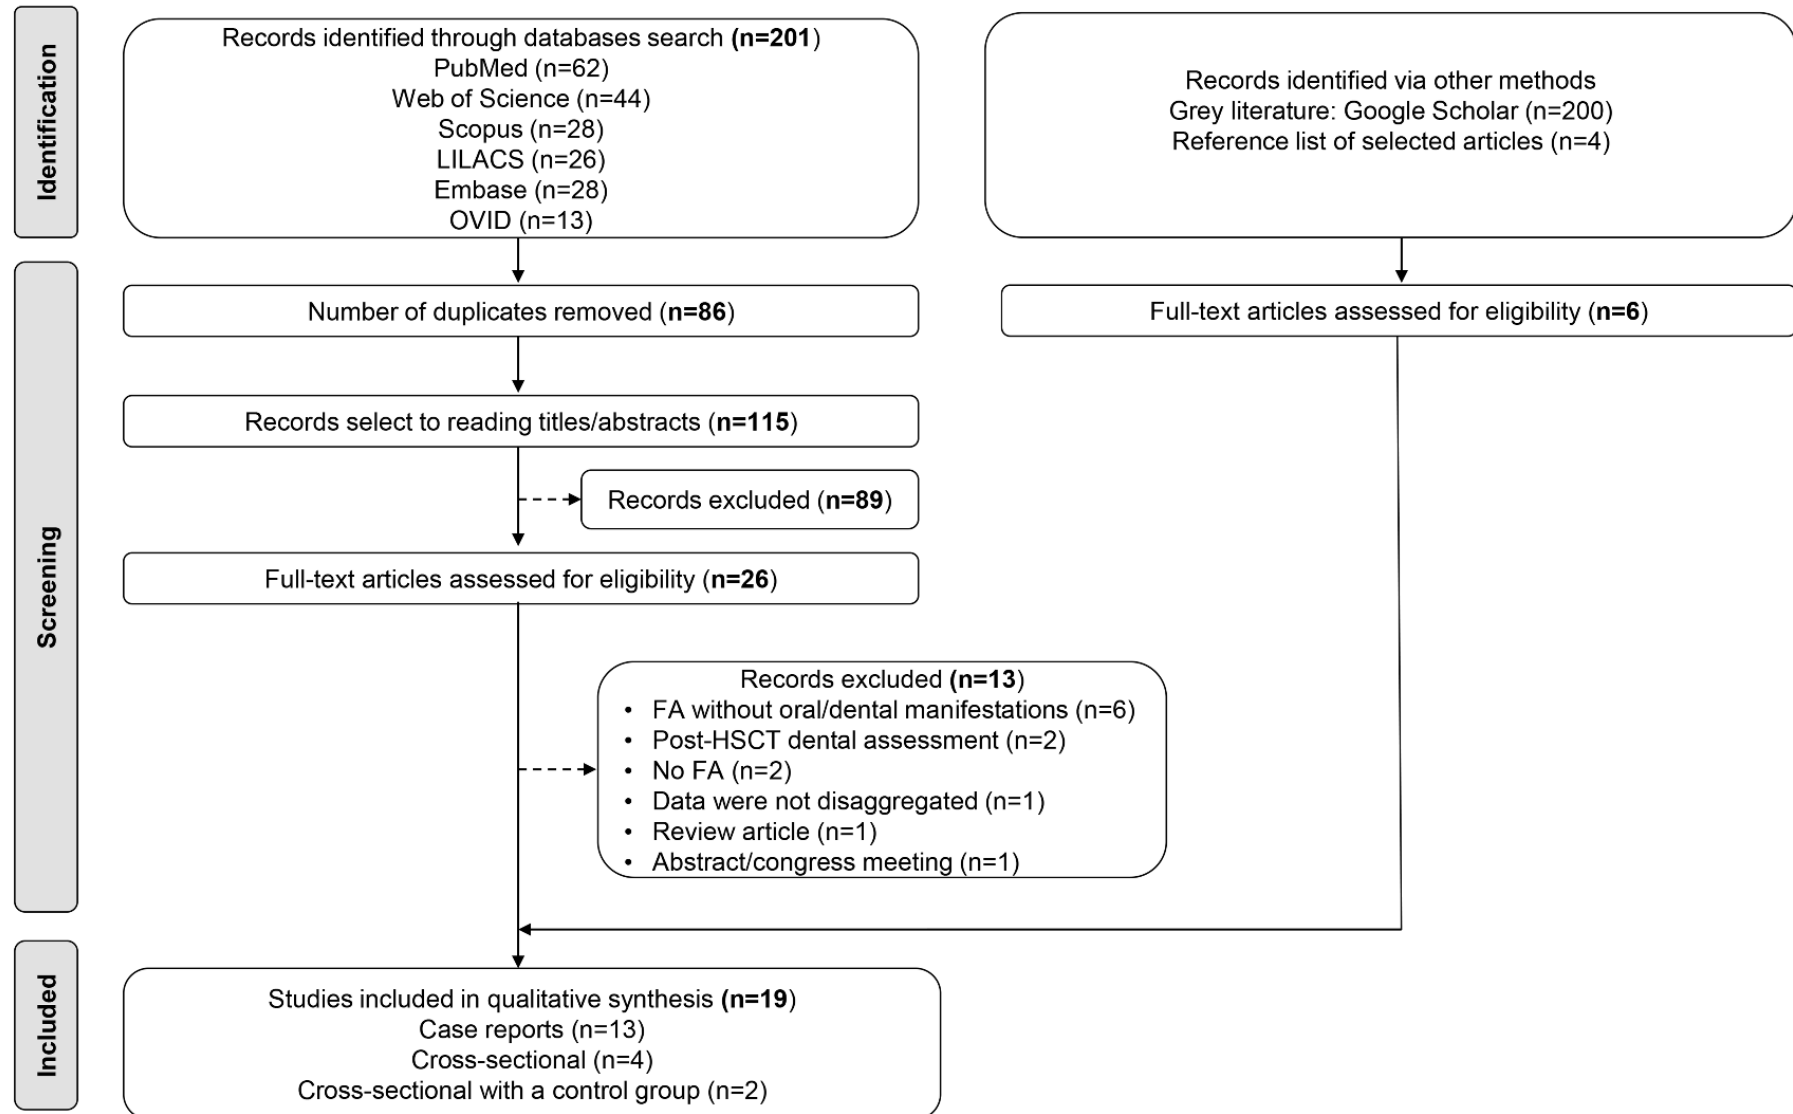 Identification
Records identified through databases search (n=201)
PubMed (n=62)
Web of Science (n=44)
Scopus (n=28)
LILACS (n=26)
Embase (n=28)
OVID (n=13)
Records identified via other methods
Grey literature: Google Scholar (n=200)
Reference list of selected articles (n=4)
Screening
Number of duplicates removed (n=86)
Full-text articles assessed for eligibility (n=6)
Records select to reading titles/abstracts (n=115)
Records excluded (n=89)
Full-text articles assessed for eligibility (n=26)
Records excluded (n=13)
• FA without oral/dental manifestations (n=6)
• Post-HSCT dental assessment (n=2)
• No FA (n=2)
• Data were not disaggregated (n=1)
• Review article (n=1)
• Abstract/congress meeting (n=1)
Included
Studies included in qualitative synthesis (n=19)
Case reports (n=13)
Cross-sectional (n=4)
Cross-sectional with a control group (n=2)